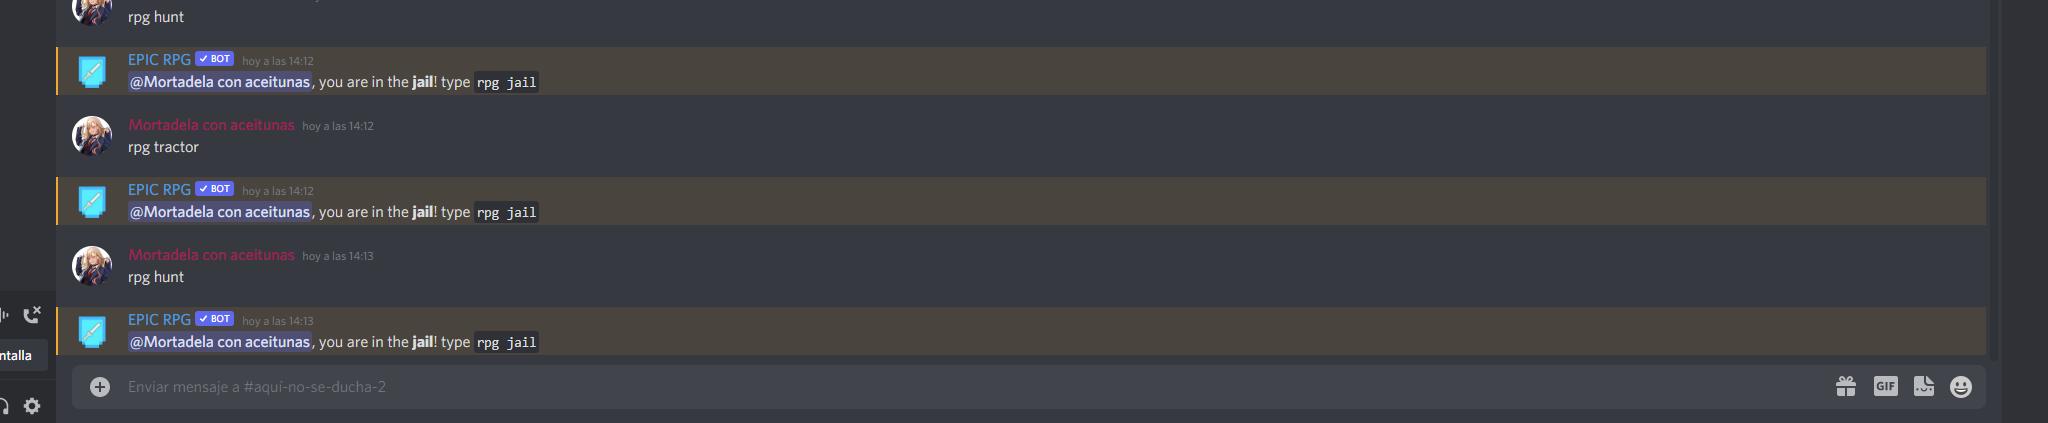 rpg hunt
EPIC RPG ✓ BOT hoy a las 14:12
@Mortadela con aceitunas, you are in the jail! type rpg jail
Mortadela con aceitunas hoy a las 14:12
rpg tractor
EPIC RPG ✓ BOT hoy a las 14:12
@Mortadela con aceitunas, you are in the jail! type rpg jail
Mortadela con aceitunas hoy a las 14:13
rpg hunt
EPIC RPG ✓ BOT hoy a las 14:13
@Mortadela con aceitunas, you are in the jail! type rpg jail
ntalla
Enviar mensaje a #aquí-no-se-ducha-2
GIF